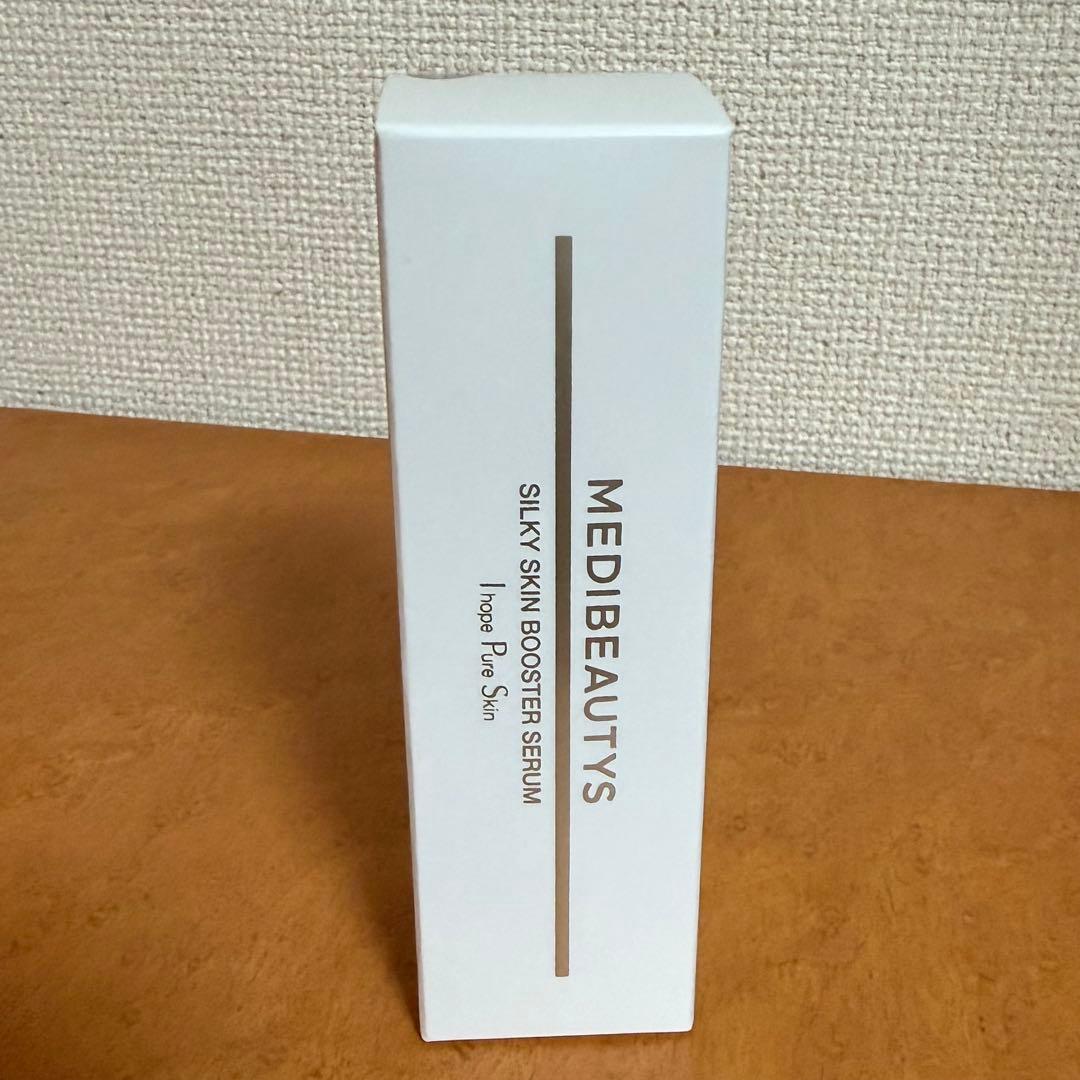 MEDIBEAUTYS
SILKY SKIN BOOSTER SERUM
I hope Pure Skin